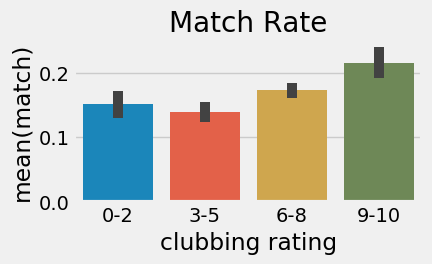 Match Rate
mean(match)
0.2
0.1
0.0
0-2 3-5 6-8 9-10
clubbing rating